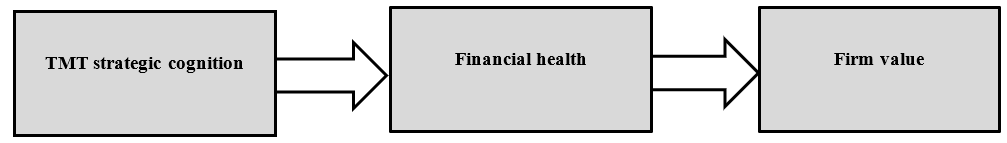 TMT strategic cognition
Financial health
Firm value